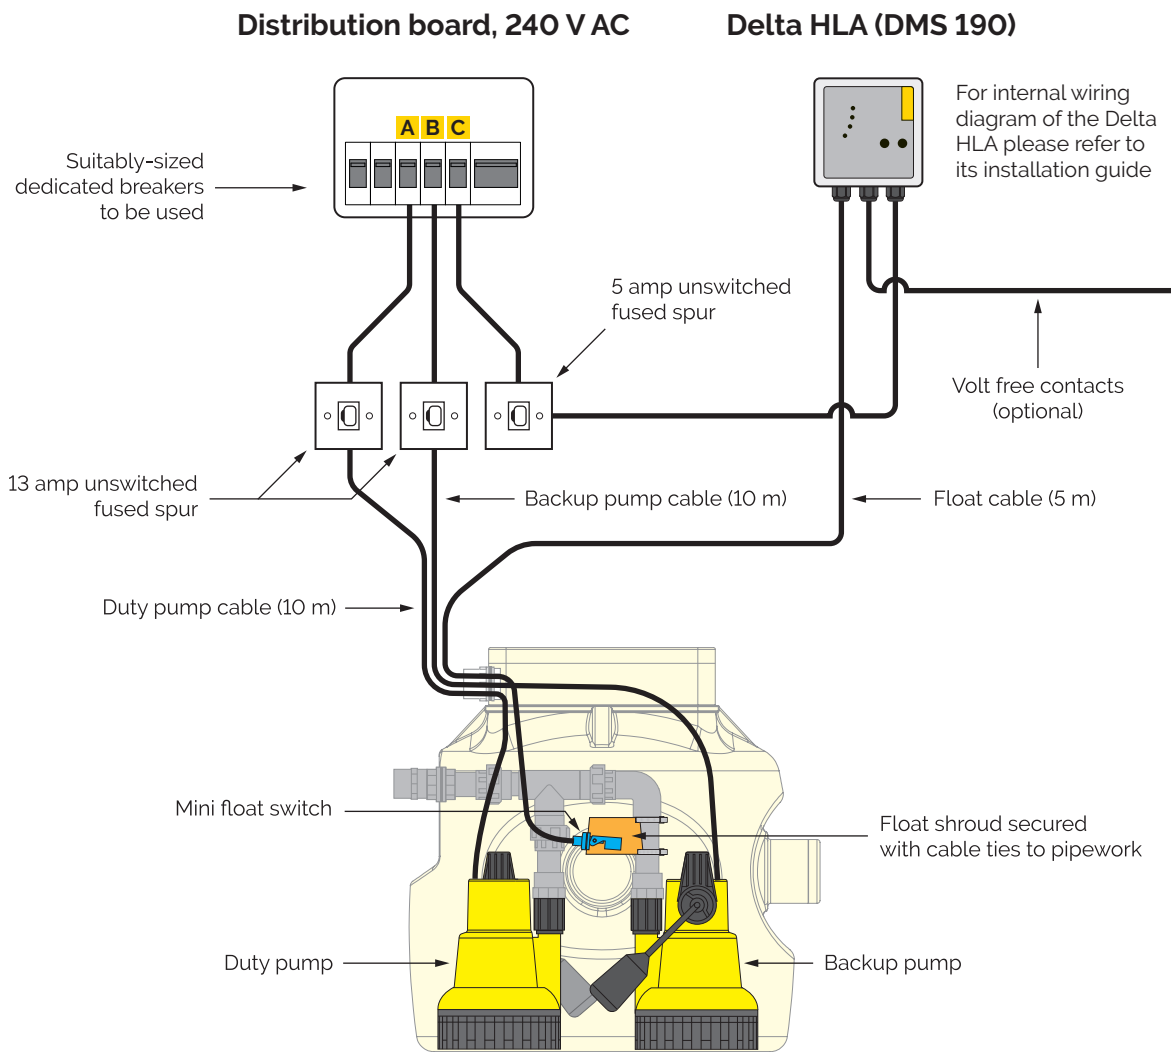 Distribution board, 240 V AC
Delta HLA (DMS 190)
A B C
Suitably-sized
dedicated breakers
to be used
For internal wiring
diagram of the Delta
HLA please refer to
its installation guide
5 amp unswitched
fused spur
Volt free contacts
(optional)
13 amp unswitched
fused spur
Backup pump cable (10 m)
Float cable (5 m)
Duty pump cable (10 m)
Mini float switch
Float shroud secured
with cable ties to pipework
Duty pump
Backup pump